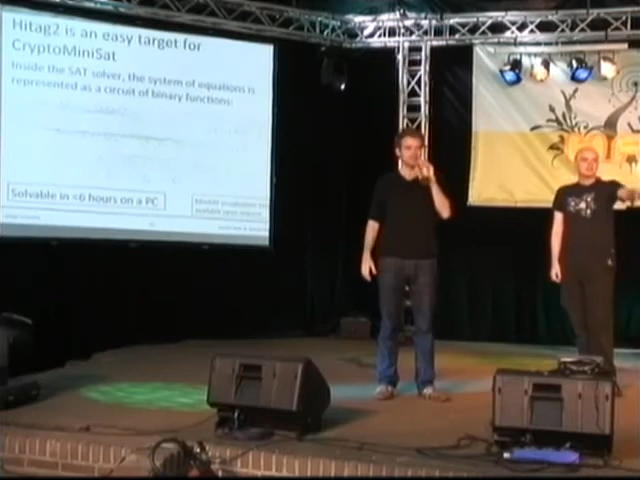 Hitag2 is an easy target for
CryptoMiniSat
Inside the SAT solver, the system of equations is
represented as a circuit of binary functions:
Solvable in <6 hours on a PC